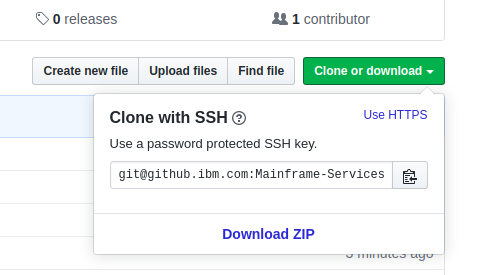 0 releases
1 contributor
Create new file
Upload files
Find file
Clone or download
Clone with SSH
Use HTTPS
Use a password protected SSH key.
git@github.ibm.com:Mainframe-Services
Download ZIP
5 minutes ago